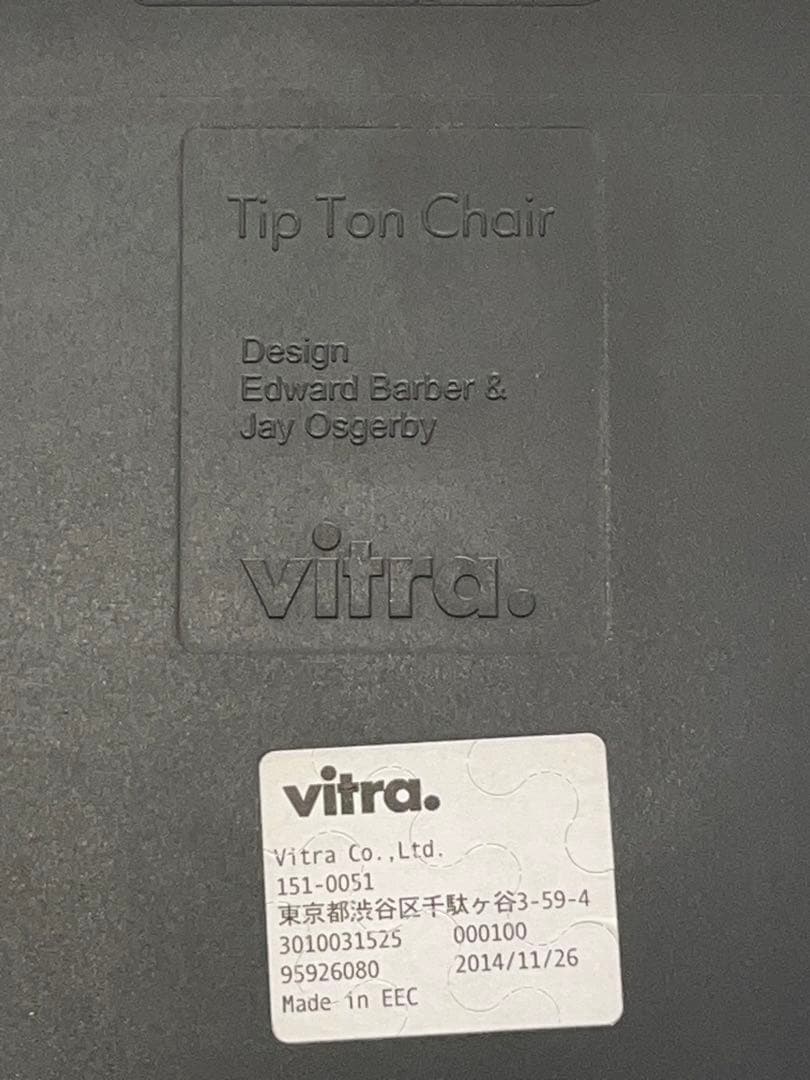 Tip Ton Chair
Design
Edward Barber &
Jay Osgerby
vitra.
vitra.
Vitra Co.,Ltd.
151-0051
東京都渋谷区千駄ヶ谷3-59-4
3010031525 000100
95926080 2014/11/26
Made in EEC